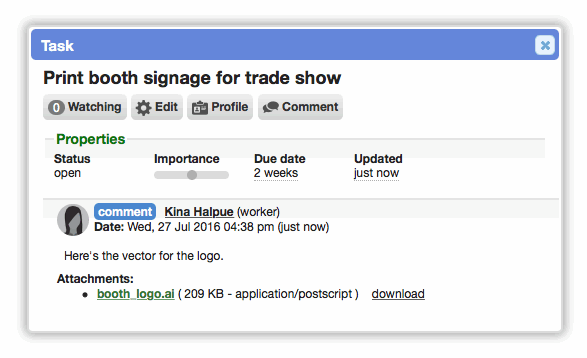 Task
Print booth signage for trade show
0 Watching Edit Profile Comment
Properties
Status Importance Due date Updated
open 2 weeks just now
comment Kina Halpue (worker)
Date: Wed, 27 Jul 2016 04:38 pm (just now)
Here's the vector for the logo.
Attachments:
• booth_logo.ai ( 209 KB - application/postscript ) download